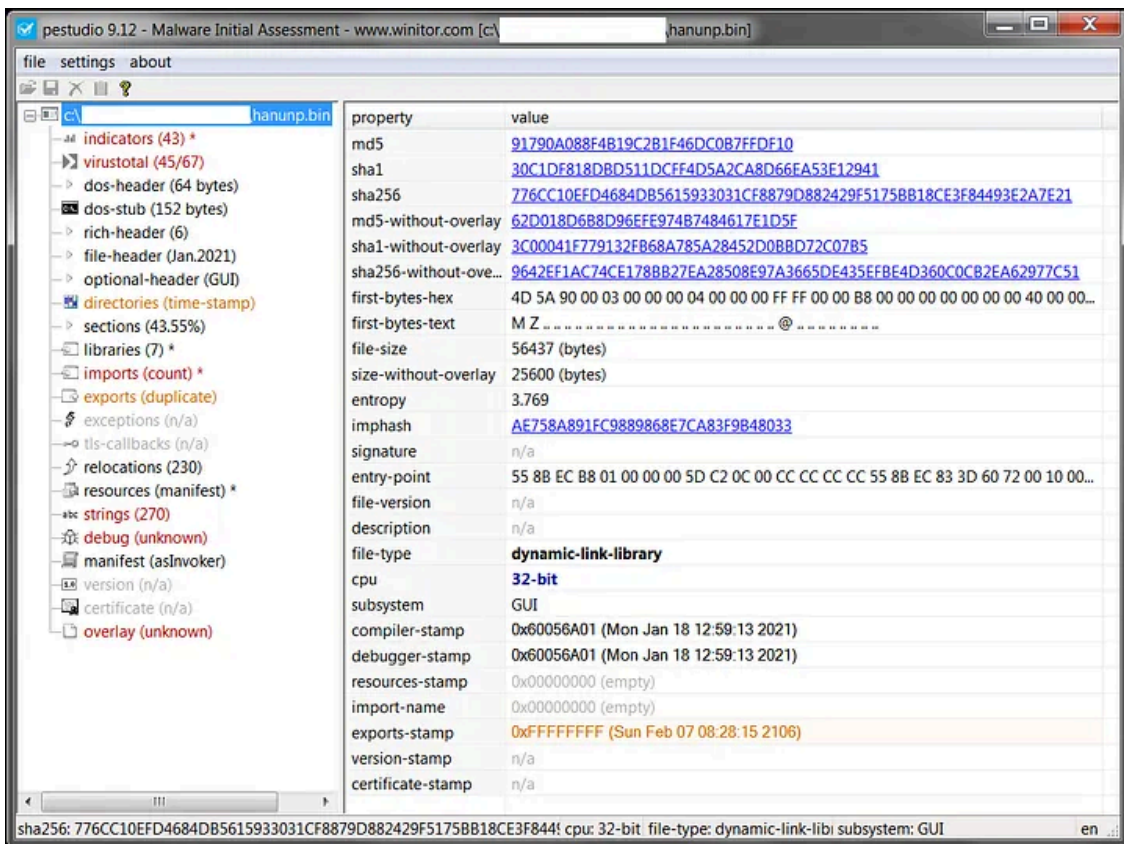 pestudio 9.12 - Malware Initial Assessment - www.winitor.com [c:\ \hanunp.bin]
file settings about
c:\ \hanunp.bin
indicators (43) *
virustotal (45/67)
dos-header (64 bytes)
dos-stub (152 bytes)
rich-header (6)
file-header (Jan.2021)
optional-header (GUI)
directories (time-stamp)
sections (43.55%)
libraries (7) *
imports (count) *
exports (duplicate)
exceptions (n/a)
tls-callbacks (n/a)
relocations (230)
resources (manifest) *
abc strings (270)
debug (unknown)
manifest (asInvoker)
1.0 version (n/a)
certificate (n/a)
overlay (unknown)
property value
md5 91790A088F4B19C2B1F46DC0B7FFDF10
sha1 30C1DF818DBD511DCFF4D5A2CA8D66EA53E12941
sha256 776CC10EFD4684DB5615933031CF8879D882429F5175BB18CE3F84493E2A7E21
md5-without-overlay 62D018D6B8D96EFE974B7484617E1D5F
sha1-without-overlay 3C00041F779132FB68A785A28452D0BBD72C07B5
sha256-without-ove... 9642EF1AC74CE178BB27EA28508E97A3665DE435EFBE4D360C0CB2EA62977C51
first-bytes-hex 4D 5A 90 00 03 00 00 00 04 00 00 00 FF FF 00 00 B8 00 00 00 00 00 00 00 40 00 00...
first-bytes-text M Z .. .. .. .. .. .. .. .. .. .. .. .. .. .. .. .. .. .. .. .. @ .. .. .. .. .. .. ..
file-size 56437 (bytes)
size-without-overlay 25600 (bytes)
entropy 3.769
imphash AE758A891FC9889868E7CA83F9B48033
signature n/a
entry-point 55 8B EC B8 01 00 00 00 5D C2 0C 00 CC CC CC CC 55 8B EC 83 3D 60 72 00 10 00...
file-version n/a
description n/a
file-type dynamic-link-library
cpu 32-bit
subsystem GUI
compiler-stamp 0x60056A01 (Mon Jan 18 12:59:13 2021)
debugger-stamp 0x60056A01 (Mon Jan 18 12:59:13 2021)
resources-stamp 0x00000000 (empty)
import-name 0x00000000 (empty)
exports-stamp 0xFFFFFFFF (Sun Feb 07 08:28:15 2106)
version-stamp n/a
certificate-stamp n/a
sha256: 776CC10EFD4684DB5615933031CF8879D882429F5175BB18CE3F844 cpu: 32-bit file-type: dynamic-link-libr subsystem: GUI en